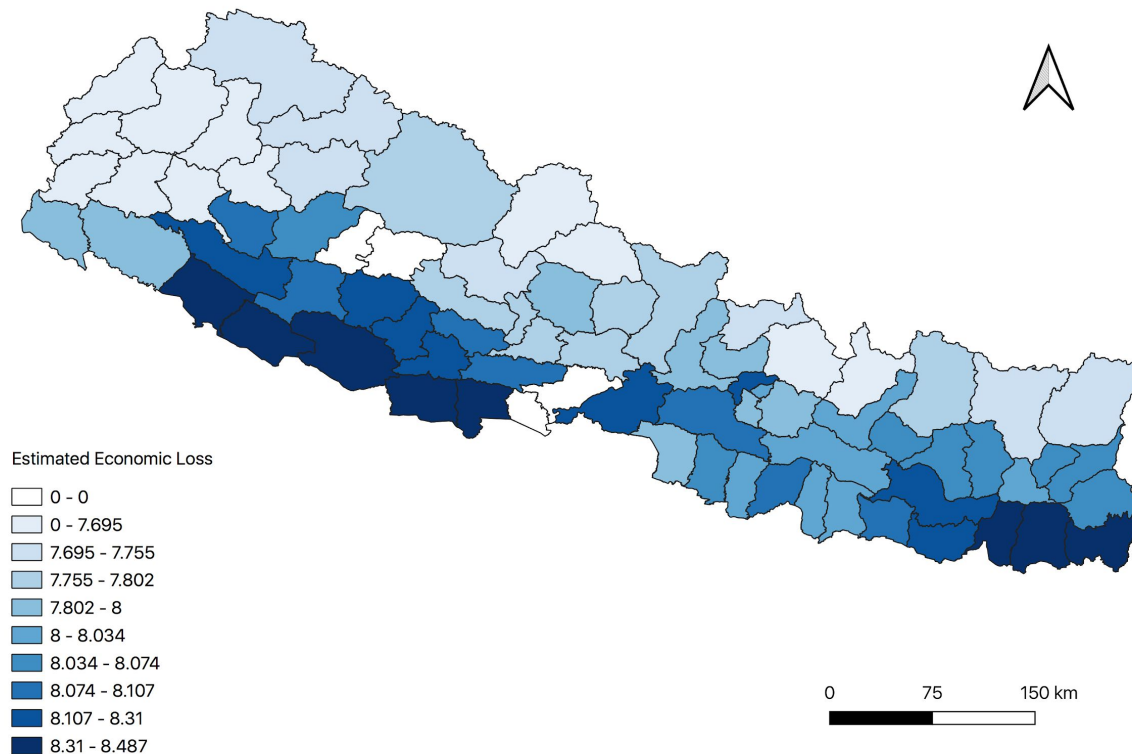 Estimated Economic Loss
0 - 0
0 - 7.695
7.695 - 7.755
7.755 - 7.802
7.802 - 8
8 - 8.034
8.034 - 8.074
8.074 - 8.107
8.107 - 8.31
8.31 - 8.487
0 75 150 km